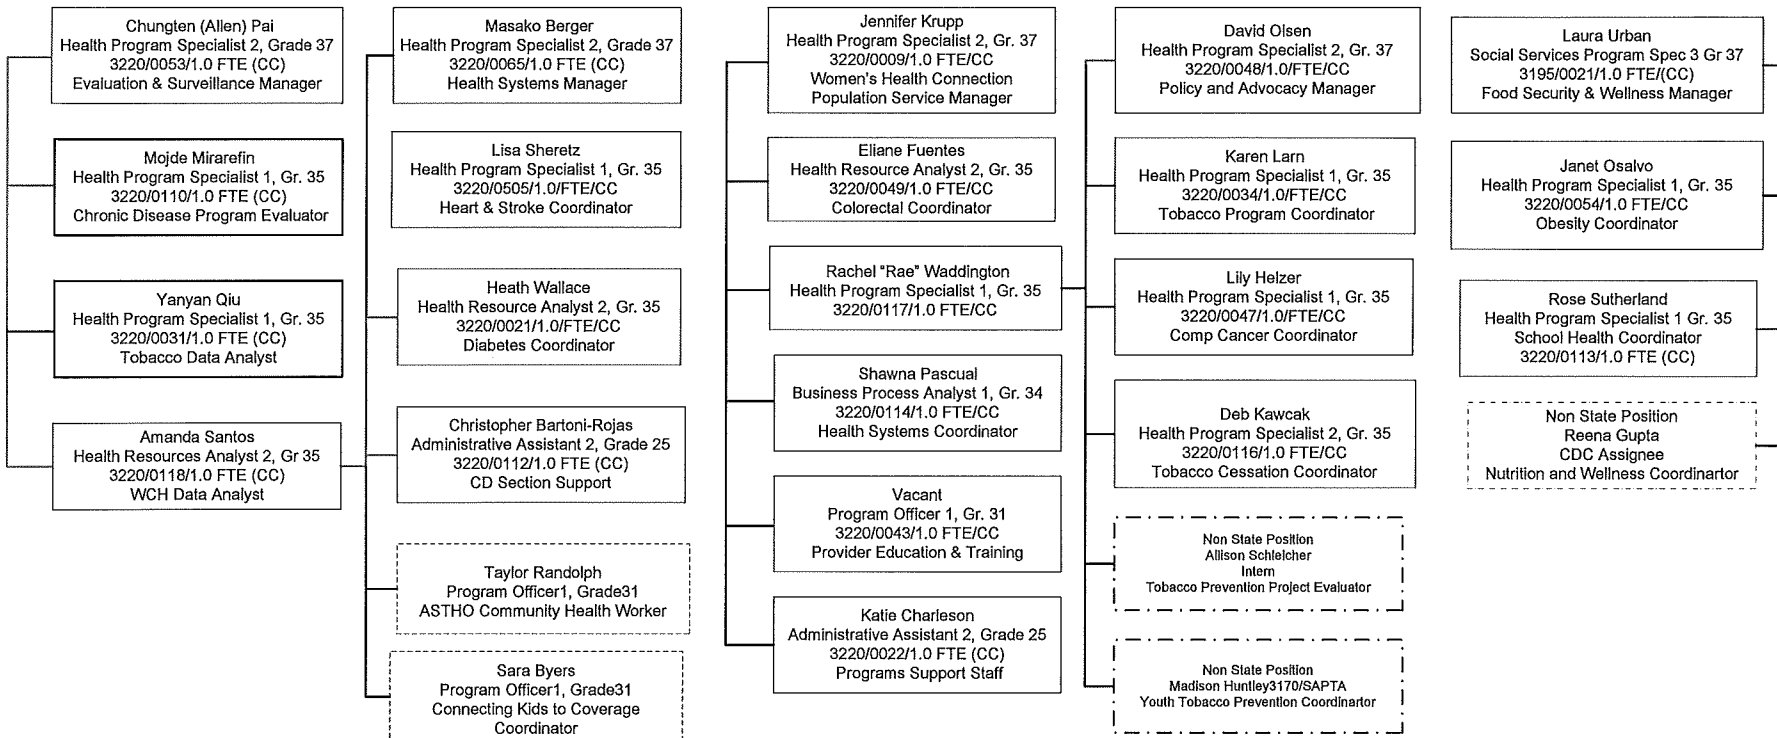 Chungten (Allen) Pai
Health Program Specialist 2, Grade 37
3220/0053/1.0 FTE (CC)
Evaluation & Surveillance Manager
Mojde Mirarefin
Health Program Specialist 1, Gr. 35
3220/0110/1.0 FTE (CC)
Chronic Disease Program Evaluator
Yanyan Qiu
Health Program Specialist 1, Gr. 35
3220/0031/1.0 FTE (CC)
Tobacco Data Analyst
Amanda Santos
Health Resources Analyst 2, Gr 35
3220/0118/1.0 FTE (CC)
WCH Data Analyst
Masako Berger
Health Program Specialist 2, Grade 37
3220/0065/1.0 FTE (CC)
Health Systems Manager
Lisa Sheretz
Health Program Specialist 1, Gr. 35
3220/0505/1.0/FTE/CC
Heart & Stroke Coordinator
Heath Wallace
Health Resource Analyst 2, Gr. 35
3220/0021/1.0/FTE/CC
Diabetes Coordinator
Christopher Bartoni-Rojas
Administrative Assistant 2, Grade 25
3220/0112/1.0 FTE (CC)
CD Section Support
Taylor Randolph
Program Officer1, Grade31
ASTHO Community Health Worker
Sara Byers
Program Officer1, Grade31
Connecting Kids to Coverage
Coordinator
Jennifer Krupp
Health Program Specialist 2, Gr. 37
3220/0009/1.0 FTE/CC
Women's Health Connection
Population Service Manager
Eliane Fuentes
Health Resource Analyst 2, Gr. 35
3220/0049/1.0 FTE/CC
Colorectal Coordinator
Rachel "Rae" Waddington
Health Program Specialist 1, Gr. 35
3220/0117/1.0 FTE/CC
Shawna Pascual
Business Process Analyst 1, Gr. 34
3220/0114/1.0 FTE/CC
Health Systems Coordinator
Vacant
Program Officer 1, Gr. 31
3220/0043/1.0 FTE/CC
Provider Education & Training
Katie Charleson
Administrative Assistant 2, Grade 25
3220/0022/1.0 FTE (CC)
Programs Support Staff
David Olsen
Health Program Specialist 2, Gr. 37
3220/0048/1.0/FTE/CC
Policy and Advocacy Manager
Karen Larn
Health Program Specialist 1, Gr. 35
3220/0034/1.0/FTE/CC
Tobacco Program Coordinator
Lily Helzer
Health Program Specialist 1, Gr. 35
3220/0047/1.0/FTE/CC
Comp Cancer Coordinator
Deb Kawcak
Health Program Specialist 2, Gr. 35
3220/0116/1.0 FTE/CC
Tobacco Cessation Coordinator
Non State Position
Allison Schleicher
Intern
Tobacco Prevention Project Evaluator
Non State Position
Madison Huntley3170/SAPTA
Youth Tobacco Prevention Coordinartor
Laura Urban
Social Services Program Spec 3 Gr 37
3195/0021/1.0 FTE/(CC)
Food Security & Wellness Manager
Janet Osalvo
Health Program Specialist 1, Gr. 35
3220/0054/1.0 FTE/CC
Obesity Coordinator
Rose Sutherland
Health Program Specialist 1 Gr. 35
School Health Coordinator
3220/0113/1.0 FTE (CC)
Non State Position
Reena Gupta
CDC Assignee
Nutrition and Wellness Coordinartor